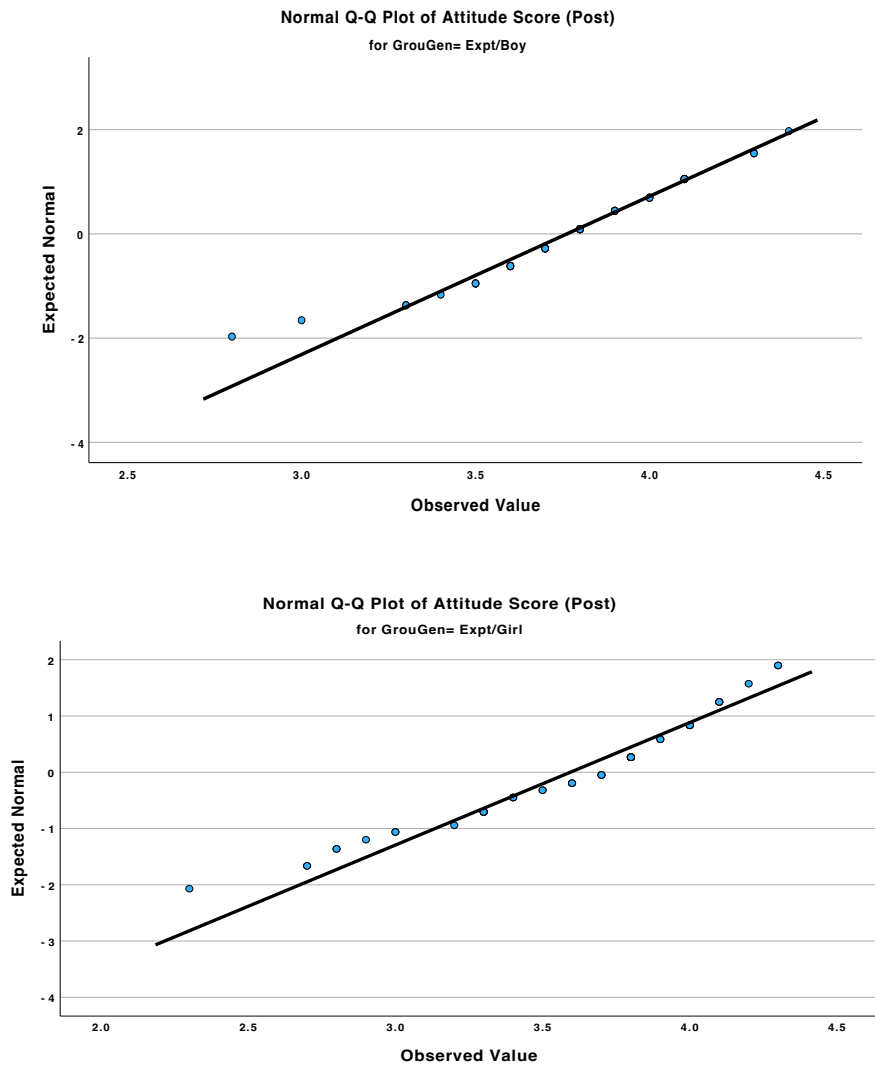 Normal Q-Q Plot of Attitude Score (Post)
for GrouGen= Expt/Boy
Expected Normal
2
0
- 2
- 4
2.5 3.0 3.5 4.0 4.5
Observed Value
Normal Q-Q Plot of Attitude Score (Post)
for GrouGen= Expt/Girl
Expected Normal
2
1
0
- 1
- 2
- 3
- 4
2.0 2.5 3.0 3.5 4.0 4.5
Observed Value